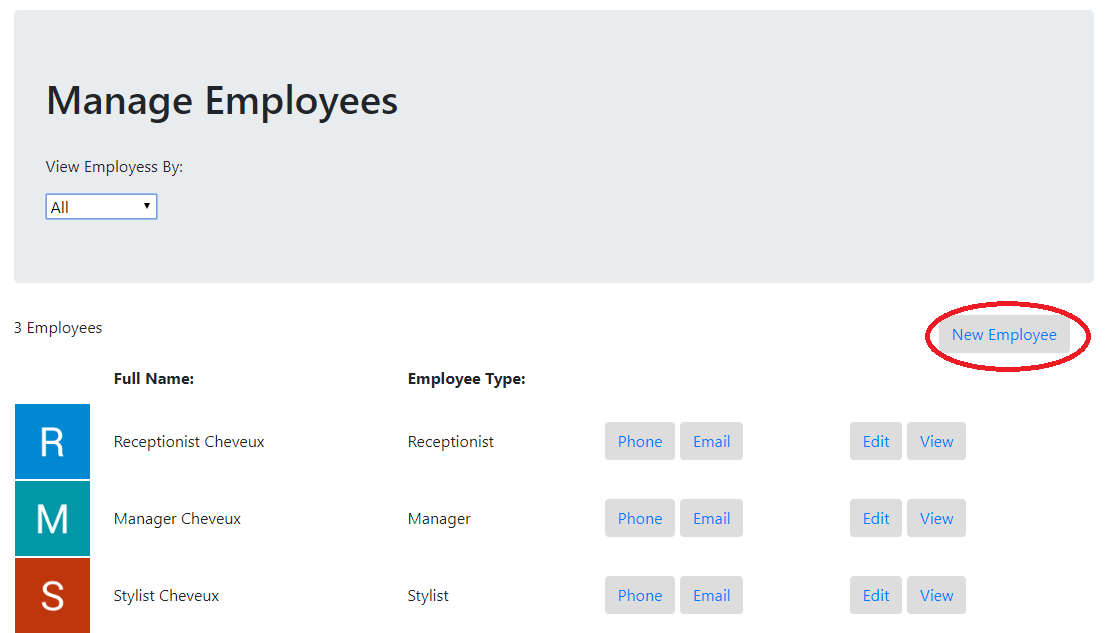 Manage Employees
View Employess By:
All
3 Employees
New Employee
Full Name: Employee Type:
R Receptionist Cheveux Receptionist Phone Email Edit View
M Manager Cheveux Manager Phone Email Edit View
S Stylist Cheveux Stylist Phone Email Edit View